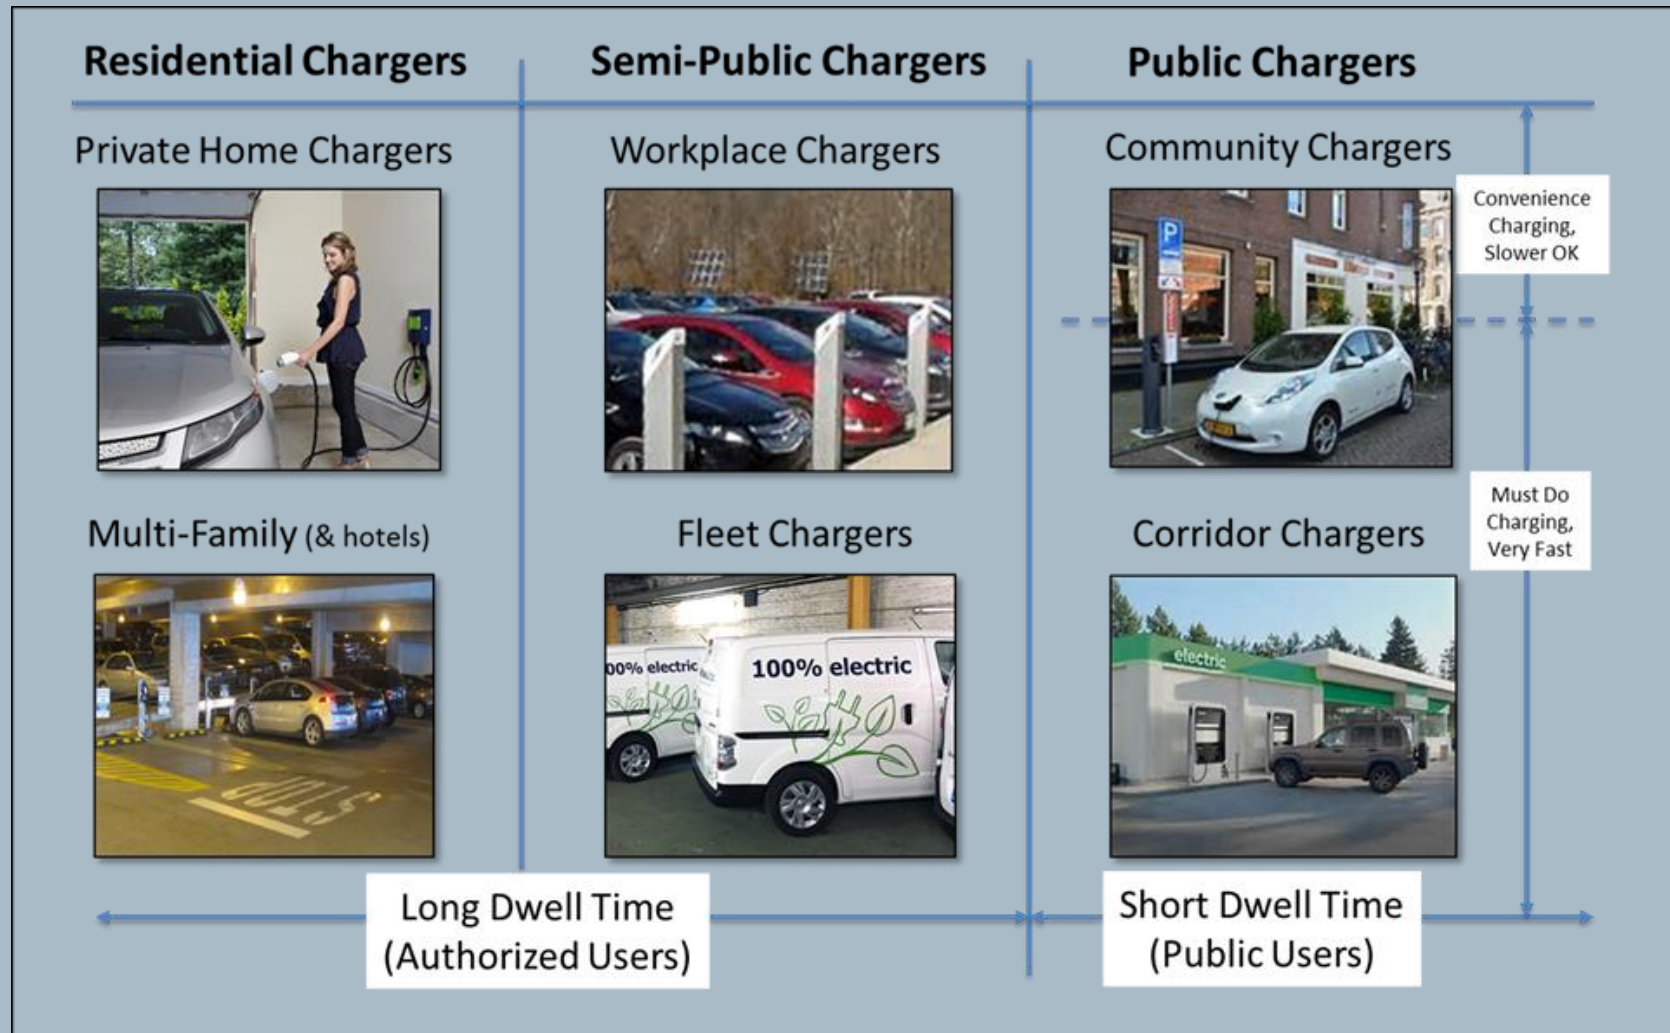 Residential Chargers
Semi-Public Chargers
Public Chargers
Private Home Chargers
Workplace Chargers
Community Chargers
P
Convenience
Charging,
Slower OK
Must Do
Charging,
Very Fast
Multi-Family (& hotels)
Fleet Chargers
Corridor Chargers
STOP
00% electric
100% electric
electric
Long Dwell Time
(Authorized Users)
Short Dwell Time
(Public Users)